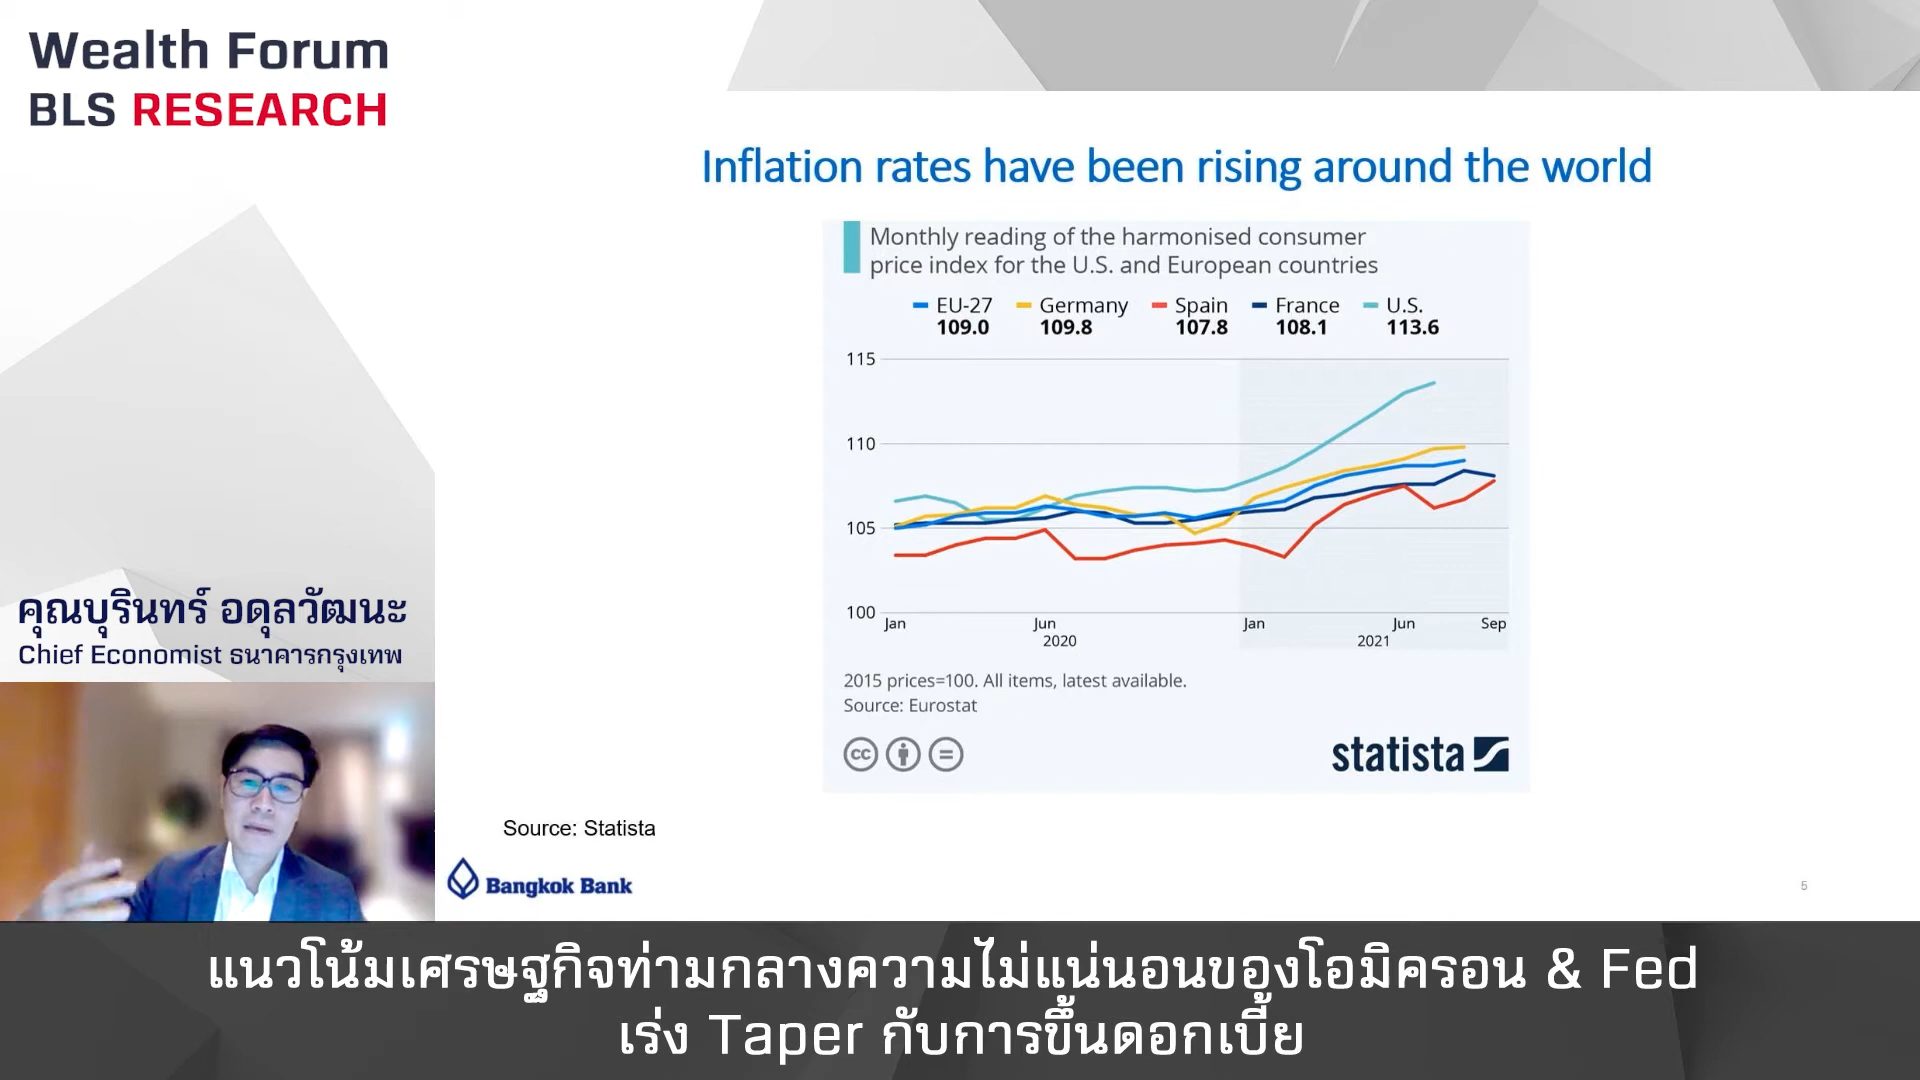 Wealth Forum
BLS RESEARCH
Inflation rates have been rising around the world
Monthly reading of the harmonised consumer
price index for the U.S. and European countries
EU-27 Germany Spain France U.S.
109.0 109.8 107.8 108.1 113.6
115
110
105
100
Jan Jun Jan Jun Sep
2020 2021
2015 prices=100. All items, latest available.
Source: Eurostat
cc
statista
คุณบุรินทร์ อดุลวัฒนะ
Chief Economist ธนาคารกรุงเทพ
Source: Statista
Bangkok Bank
5
แนวโน้มเศรษฐกิจท่ามกลางความไม่แน่นอนของโอมิครอน & Fed
เร่ง Taper กับการขึ้นดอกเบี้ย